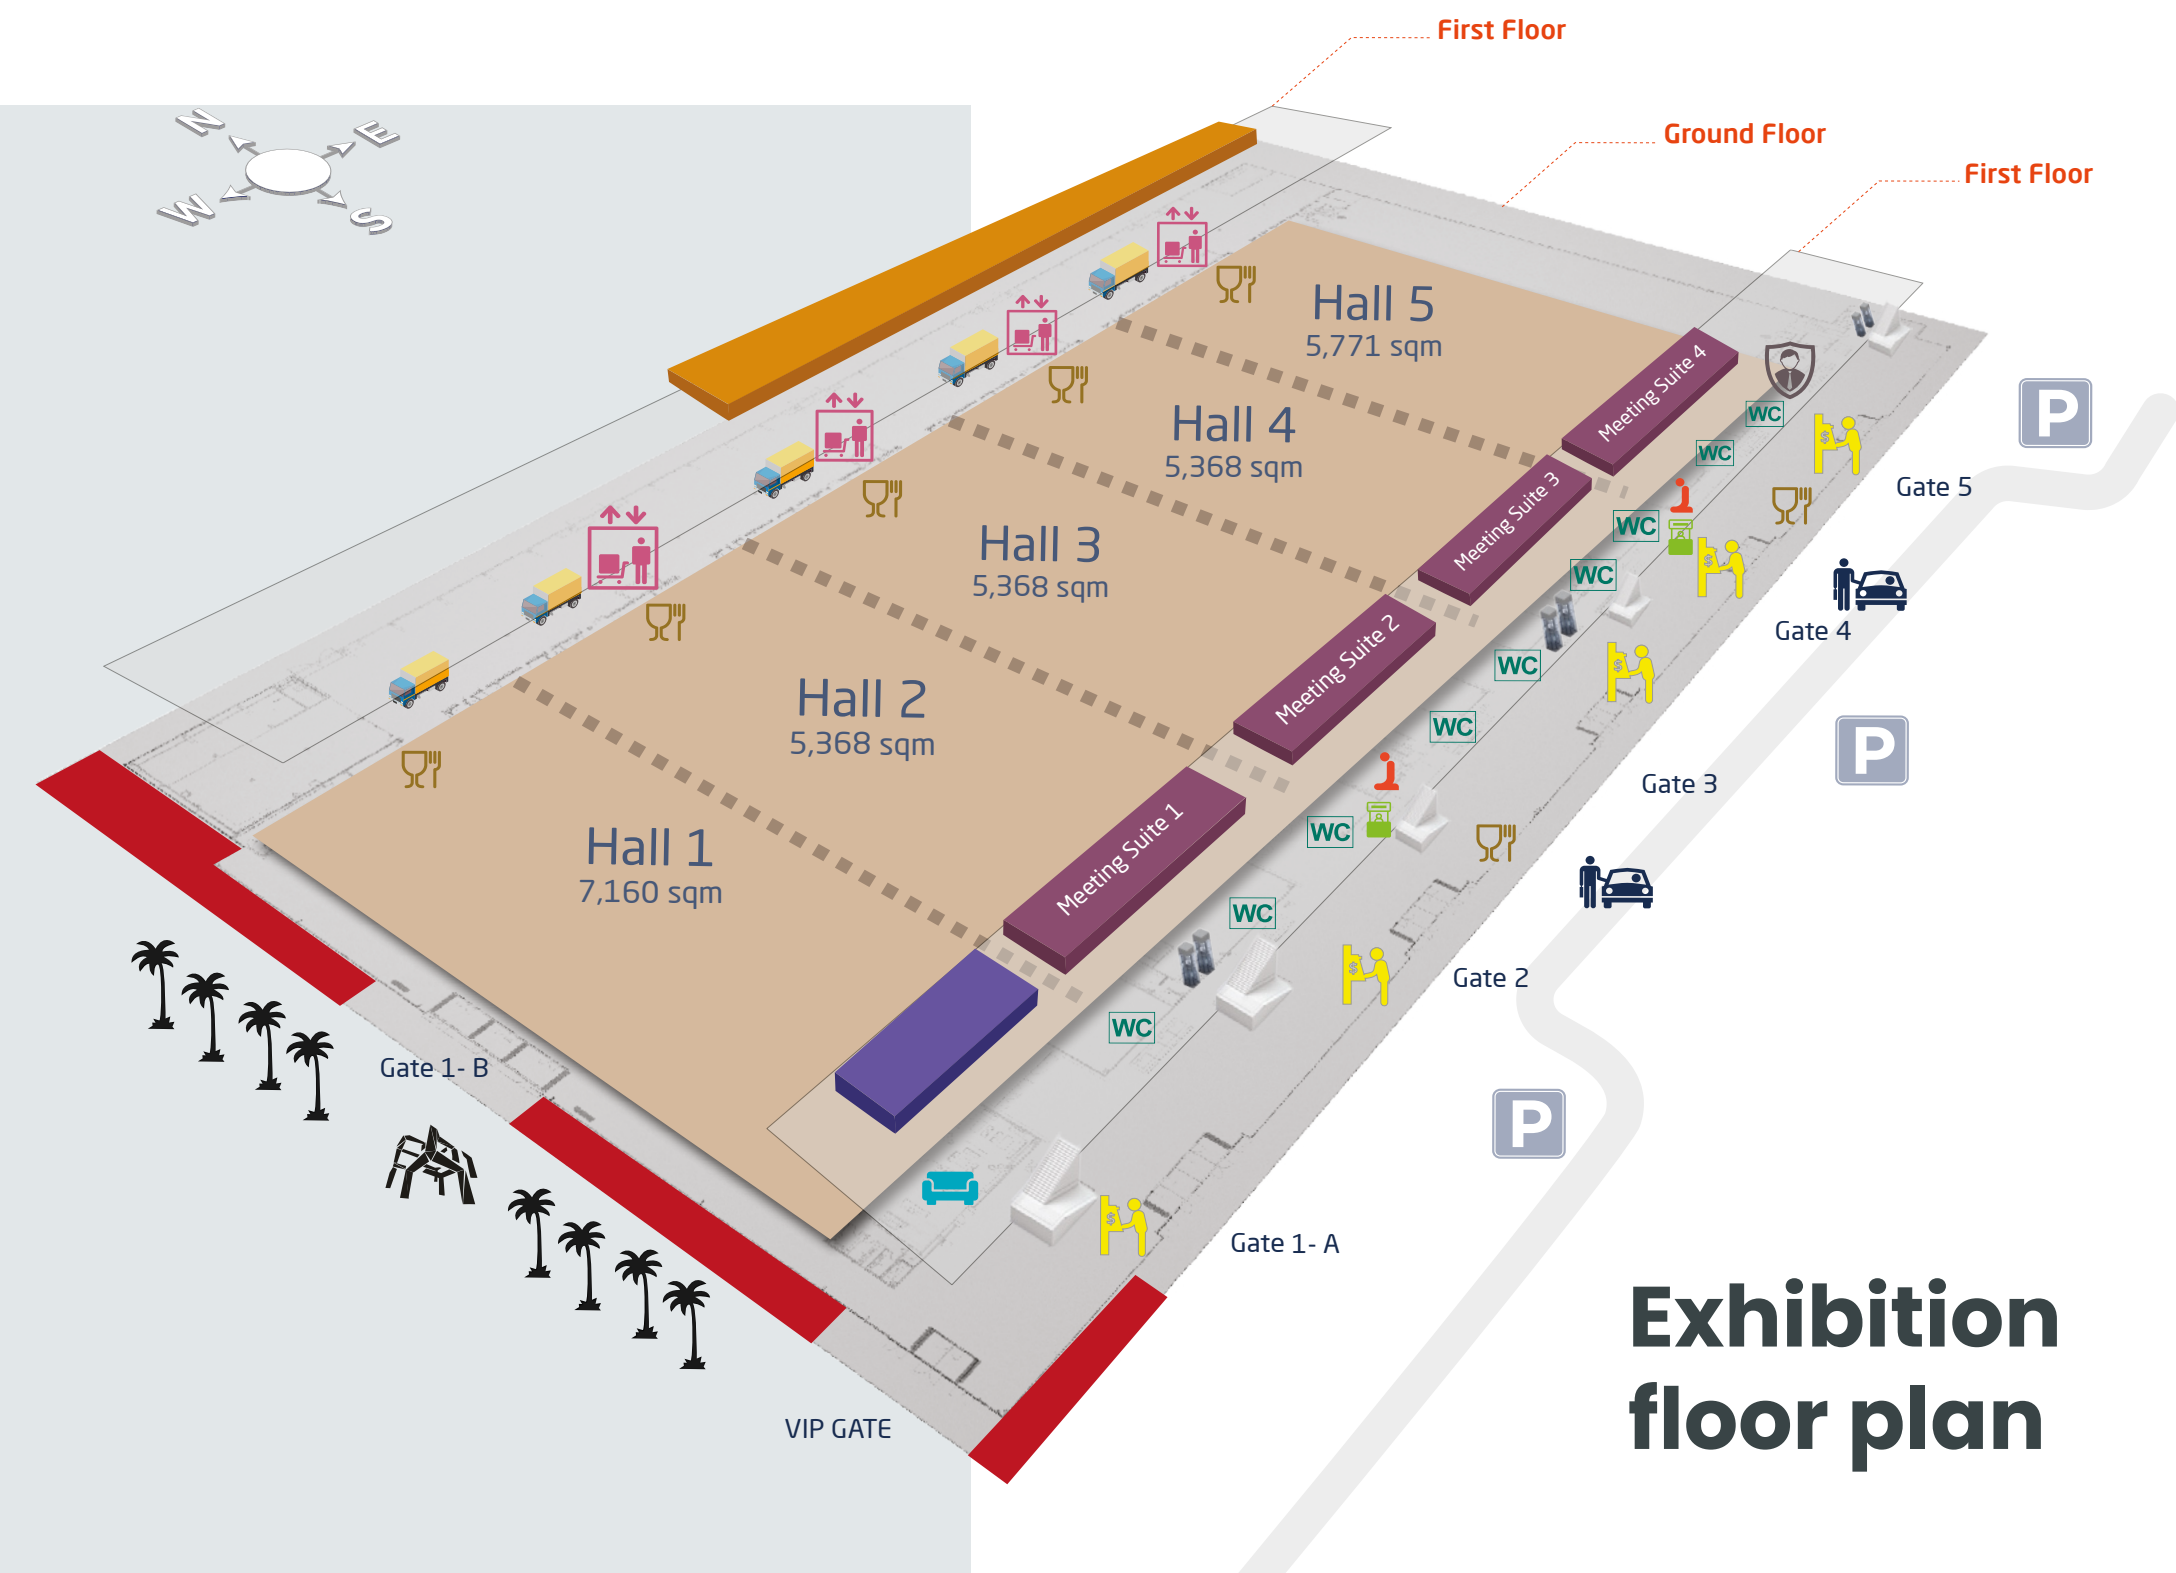 First Floor
Ground Floor
First Floor
N
E
W
S
Hall 5
5,771 sqm
Hall 4
5,368 sqm
Hall 3
5,368 sqm
Hall 2
5,368 sqm
Hall 1
7,160 sqm
Meeting Suite 4
Meeting Suite 3
Meeting Suite 2
Meeting Suite 1
WC
WC
WC
WC
WC
WC
WC
WC
WC
$
$
$
$
$
P
P
P
Gate 5
Gate 4
Gate 3
Gate 2
Gate 1- A
Gate 1- B
VIP GATE
Exhibition
floor plan